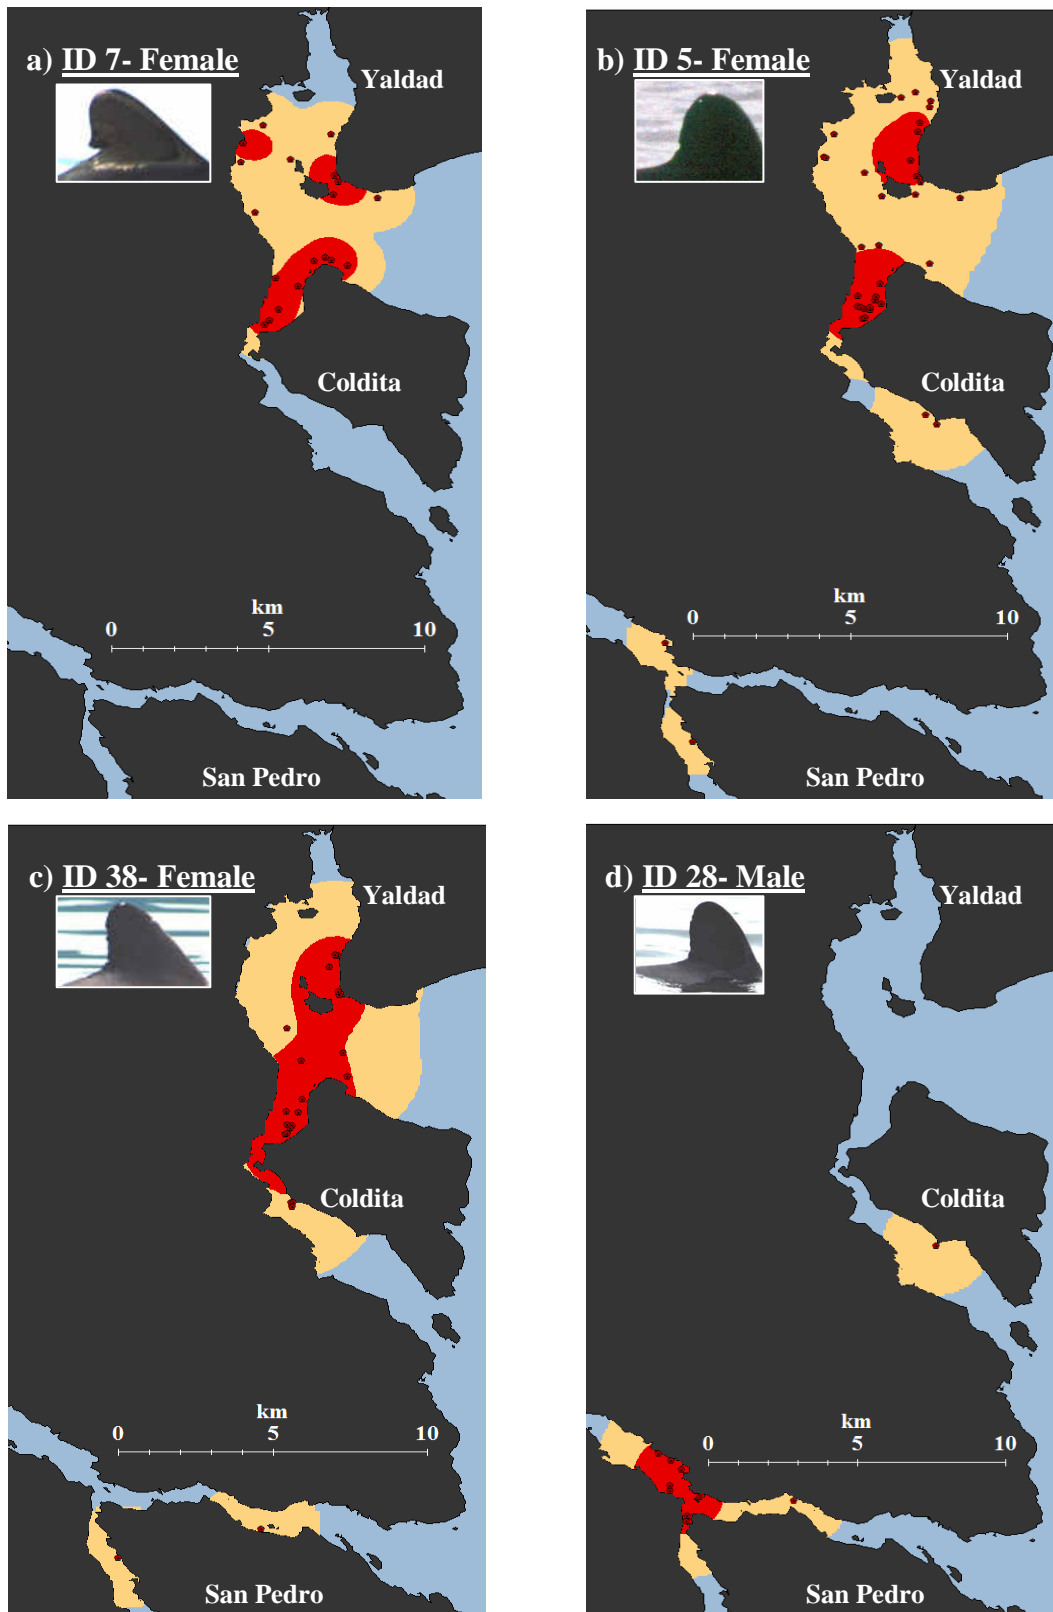 a) ID 7- Female
Yaldad
Coldita
km
0 5 10
San Pedro
b) ID 5- Female
Yaldad
Coldita
km
0 5 10
San Pedro
c) ID 38- Female
Yaldad
Coldita
km
0 5 10
San Pedro
d) ID 28- Male
Yaldad
Coldita
km
0 5 10
San Pedro